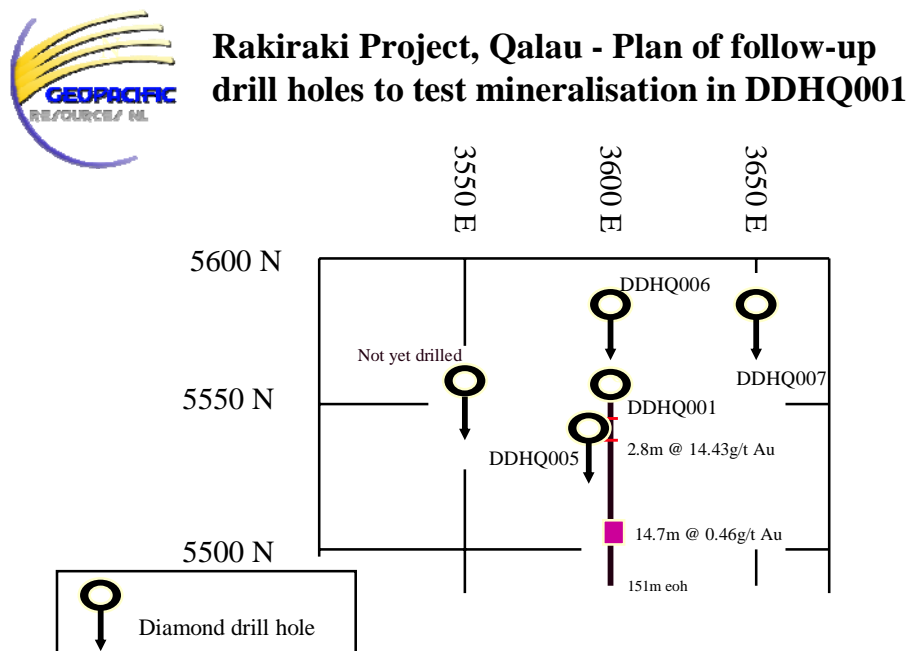 Rakiraki Project, Qalau - Plan of follow-up
drill holes to test mineralisation in DDHQ001
GEOPACIFIC
RESOURCES NL
3550 E
3600 E
3650 E
5600 N
DDHQ006
Not yet drilled
DDHQ007
5550 N
DDHQ001
2.8m @ 14.43g/t Au
DDHQ005
14.7m @ 0.46g/t Au
5500 N
151m eoh
Diamond drill hole